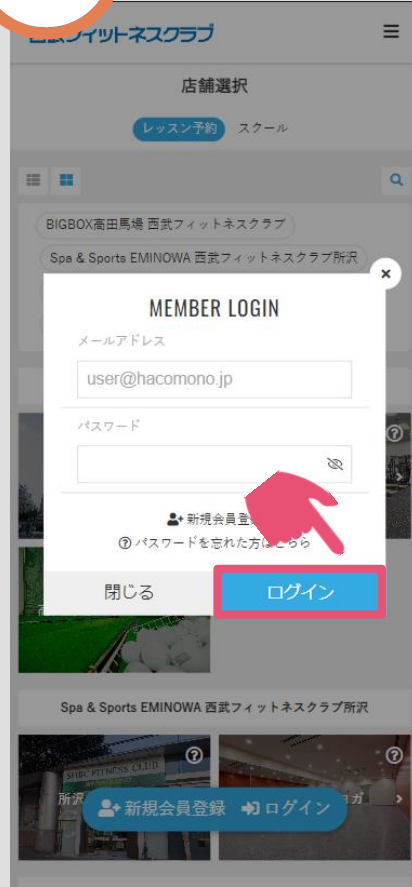 フィットネスクラブ
店舗選択
レッスン予約 スクール
BIGBOX高田馬場 西武フィットネスクラブ
Spa & Sports EMINOWA 西武フィットネスクラブ所沢
MEMBER LOGIN
メールアドレス
user@hacomono.jp
パスワード
新規会員登
パスワードを忘れた方はこちら
閉じる ログイン
Spa & Sports EMINOWA 西武フィットネスクラブ所沢
FITNESS CLUB
所沢
ヨガ
新規会員登録 ログイン